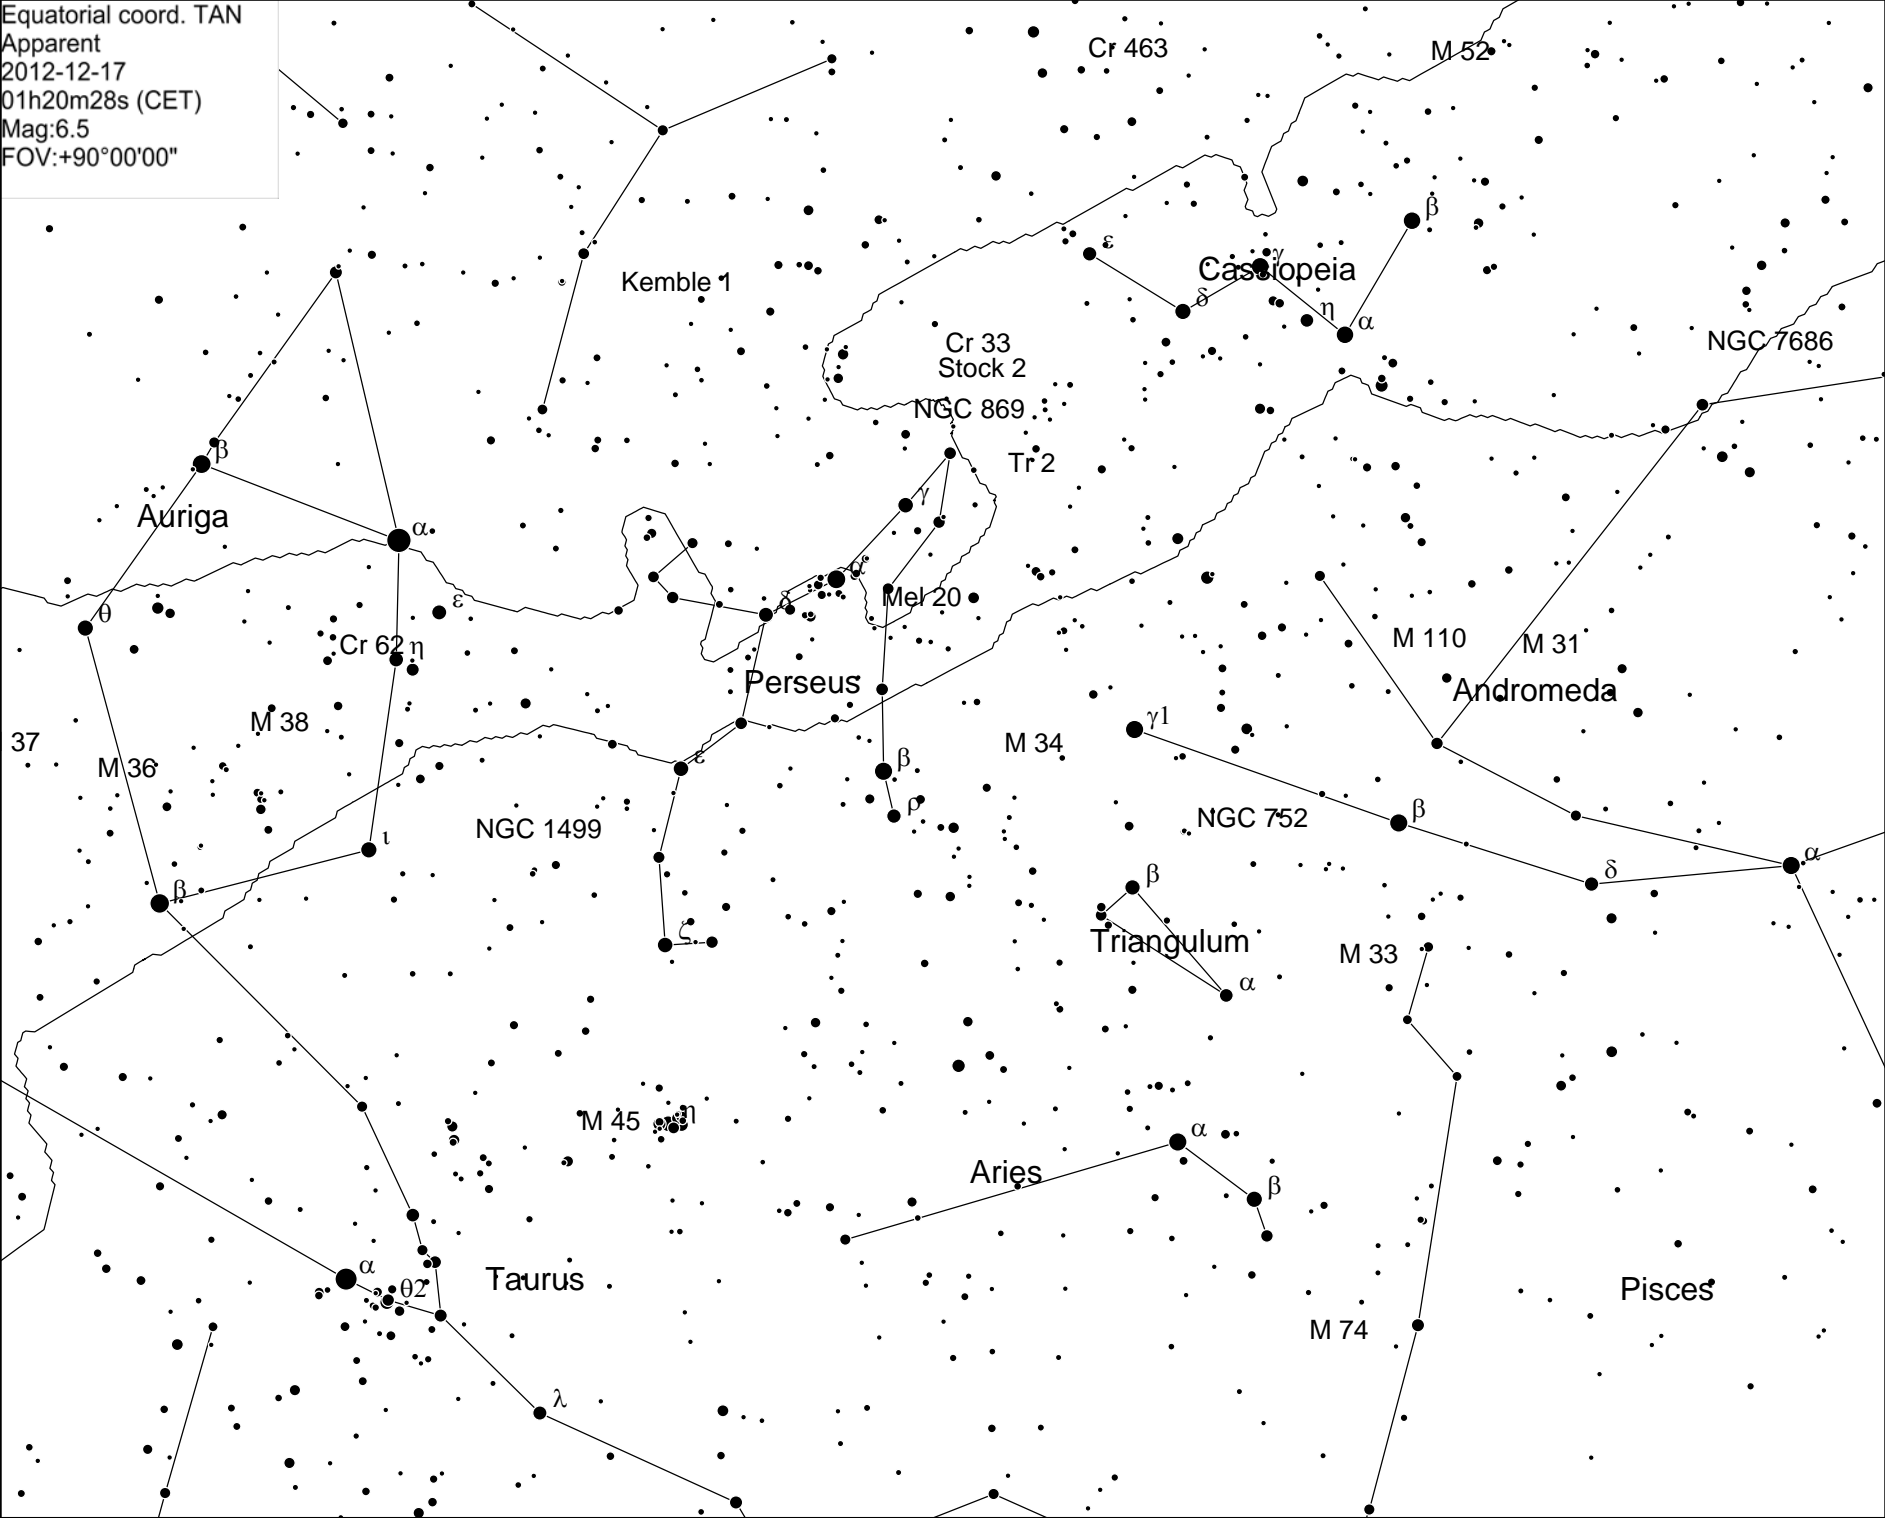 Equatorial coord. TAN
Apparent
2012-12-17
01h20m28s (CET)
Mag:6.5
FOV:+90°00'00"
Cr 463
M 52
β
ε
γ
Cassiopeia
Kemble 1
δ
η
α
NGC 7686
Cr 33
Stock 2
NGC 869
β
Tr 2
γ
Auriga
α
α
δ
Mel 20
ε
θ
Cr 62
η
M 110
M 31
Perseus
Andromeda
M 38
γ1
37
M 34
M 36
ε
β
ρ
β
NGC 752
NGC 1499
ι
α
δ
β
β
ζ
Triangulum
M 33
α
M 45
η
α
Aries
β
α
Taurus
θ2
Pisces
M 74
λ